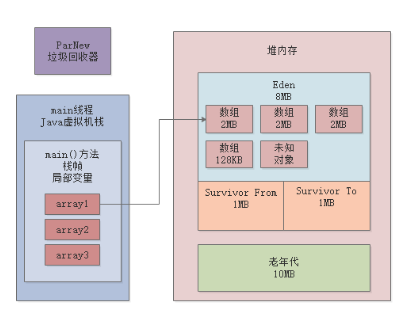 ParNew
垃圾回收器
main线程
Java虚拟机栈
main()方法
栈帧
局部变量
array1
array2
array3
堆内存
Eden
8MB
数组
2MB
数组
2MB
数组
2MB
数组
128KB
未知
对象
Survivor From
1MB
Survivor To
1MB
老年代
10MB